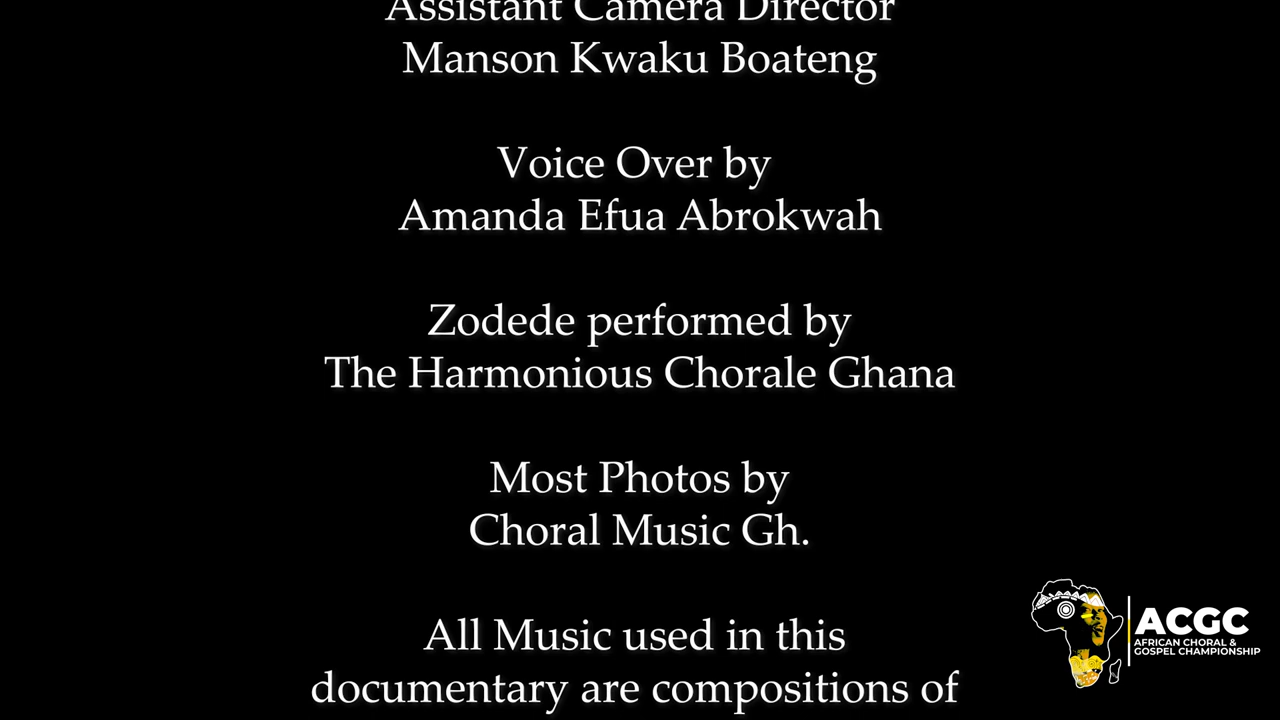 Assistant Camera Director
Manson Kwaku Boateng
Voice Over by
Amanda Efua Abrokwah
Zodede performed by
The Harmonious Chorale Ghana
Most Photos by
Choral Music Gh.
All Music used in this
documentary are compositions of
ACGC
AFRICAN CHORAL &
GOSPEL CHAMPIONSHIP